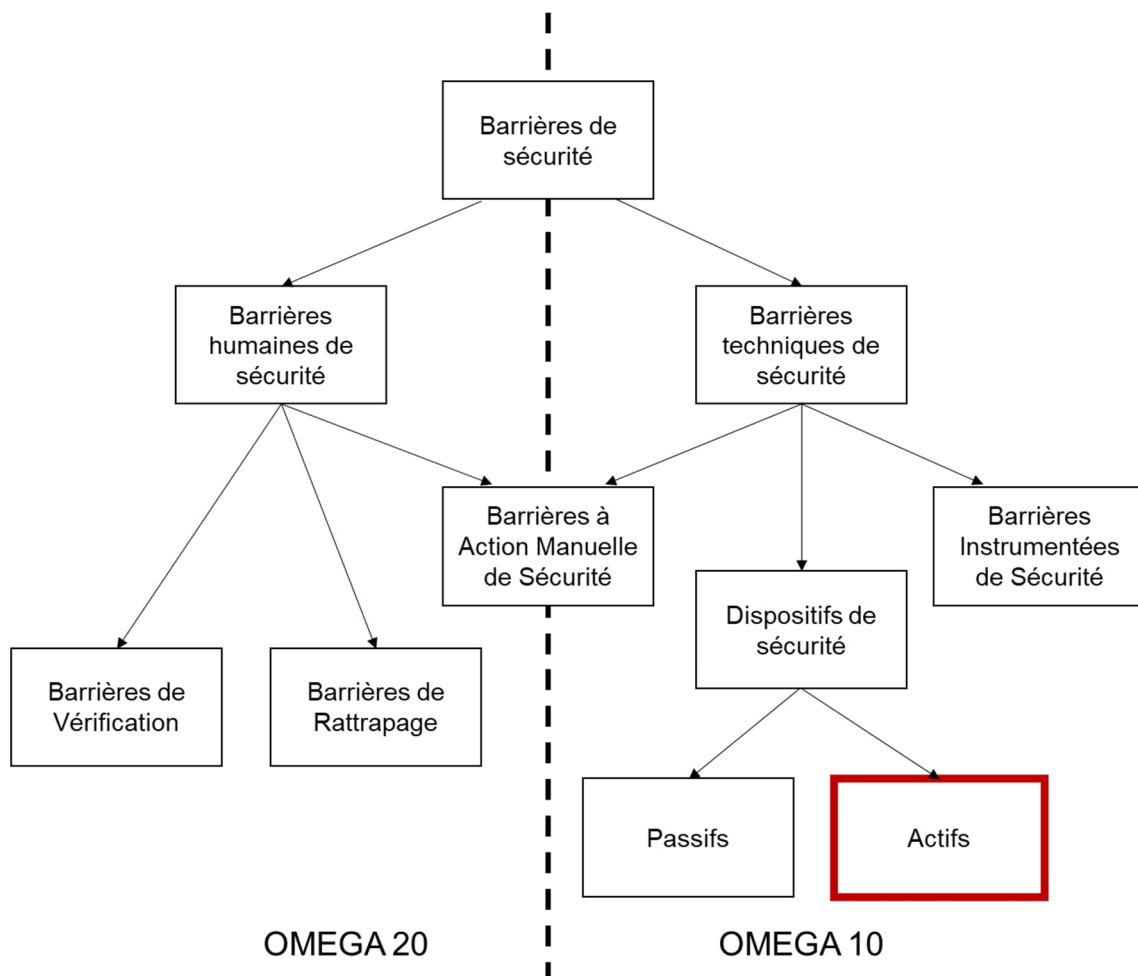 Barrières de
sécurité
Barrières
humaines de
sécurité
Barrières
techniques de
sécurité
Barrières à
Action Manuelle
de Sécurité
Barrières
Instrumentées
de Sécurité
Dispositifs de
sécurité
Barrières de
Vérification
Barrières de
Rattrapage
Passifs
Actifs
OMEGA 20
OMEGA 10